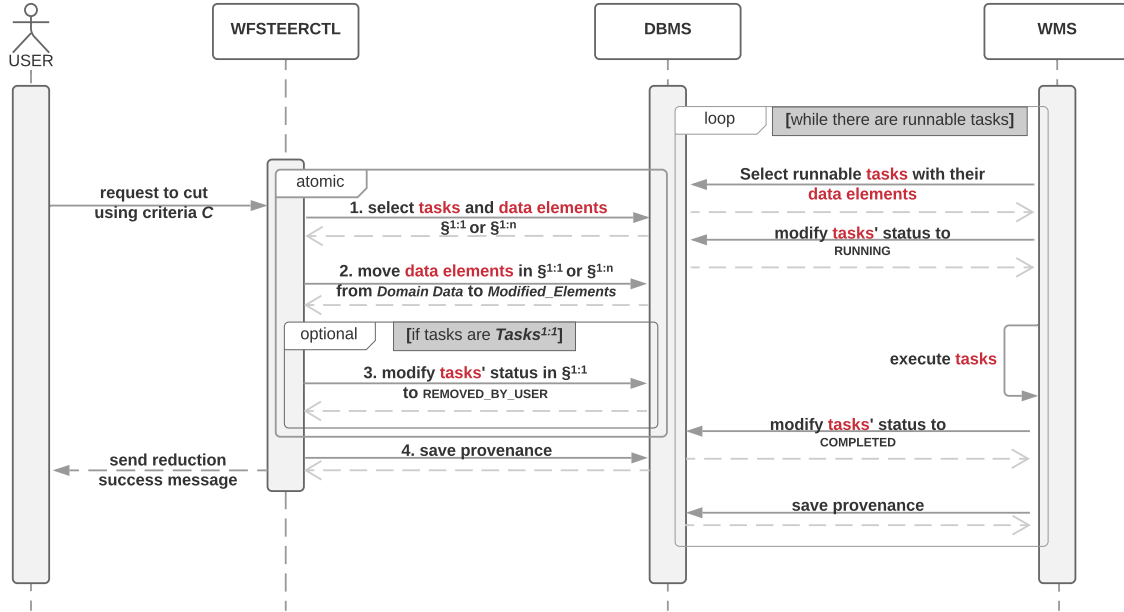 USER
WFSTEERCTL
DBMS
WMS
loop
[while there are runnable tasks]
atomic
request to cut
using criteria C
1. select tasks and data elements
§1:1 or §1:n
2. move data elements in §1:1 or §1:n
from Domain Data to Modified_Elements
optional
[if tasks are Tasks1:1]
3. modify tasks' status in §1:1
to REMOVED_BY_USER
4. save provenance
send reduction
success message
Select runnable tasks with their
data elements
modify tasks' status to
RUNNING
execute tasks
modify tasks' status to
COMPLETED
save provenance